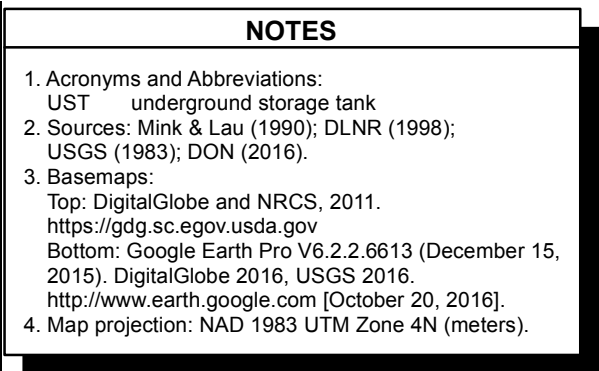 NOTES
1. Acronyms and Abbreviations:
UST underground storage tank
2. Sources: Mink & Lau (1990); DLNR (1998);
USGS (1983); DON (2016).
3. Basemaps:
Top: DigitalGlobe and NRCS, 2011.
https://gdg.sc.egov.usda.gov
Bottom: Google Earth Pro V6.2.2.6613 (December 15,
2015). DigitalGlobe 2016, USGS 2016.
http://www.earth.google.com [October 20, 2016].
4. Map projection: NAD 1983 UTM Zone 4N (meters).